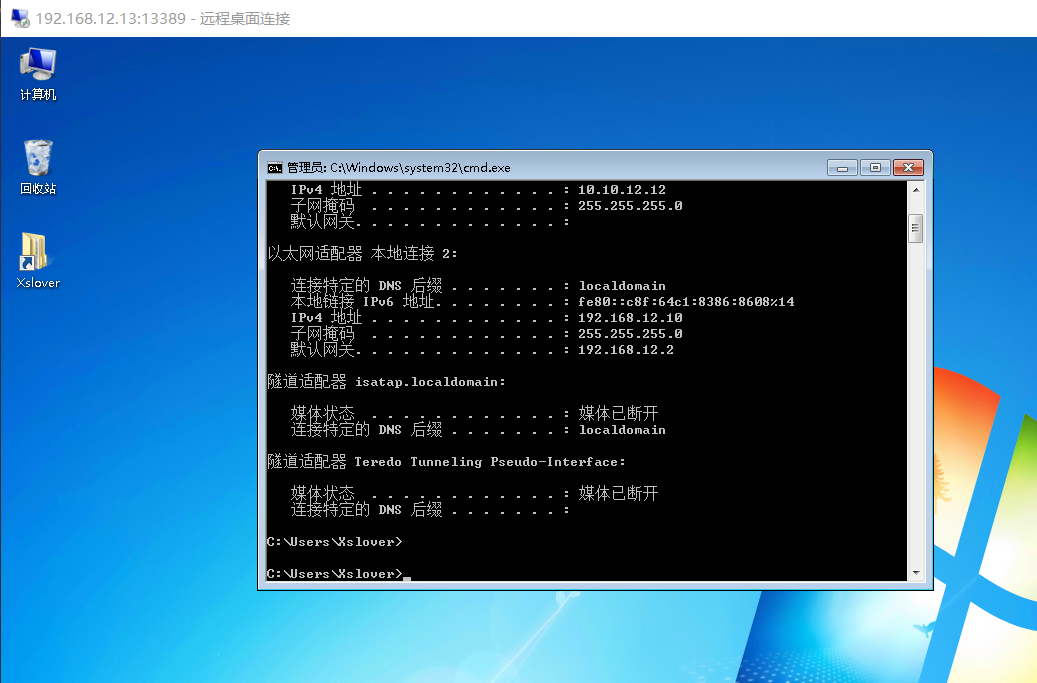 192.168.12.13:13389 - 远程桌面连接
计算机
回收站
Xslover
管理员: C:\Windows\system32\cmd.exe
IPv4 地址 . . . . . . . . . . . . : 10.10.12.12
子网掩码 . . . . . . . . . . . . : 255.255.255.0
默认网关. . . . . . . . . . . . . :
以太网适配器 本地连接 2:
连接特定的 DNS 后缀 . . . . . . . : localdomain
本地链接 IPv6 地址. . . . . . . . : fe80::c8f:64c1:8386:8608%14
IPv4 地址 . . . . . . . . . . . . : 192.168.12.10
子网掩码 . . . . . . . . . . . . : 255.255.255.0
默认网关. . . . . . . . . . . . . : 192.168.12.2
隧道适配器 isatap.localdomain:
媒体状态 . . . . . . . . . . . . : 媒体已断开
连接特定的 DNS 后缀 . . . . . . . : localdomain
隧道适配器 Teredo Tunneling Pseudo-Interface:
媒体状态 . . . . . . . . . . . . : 媒体已断开
连接特定的 DNS 后缀 . . . . . . . :
C:\Users\Xslover>
C:\Users\Xslover>_